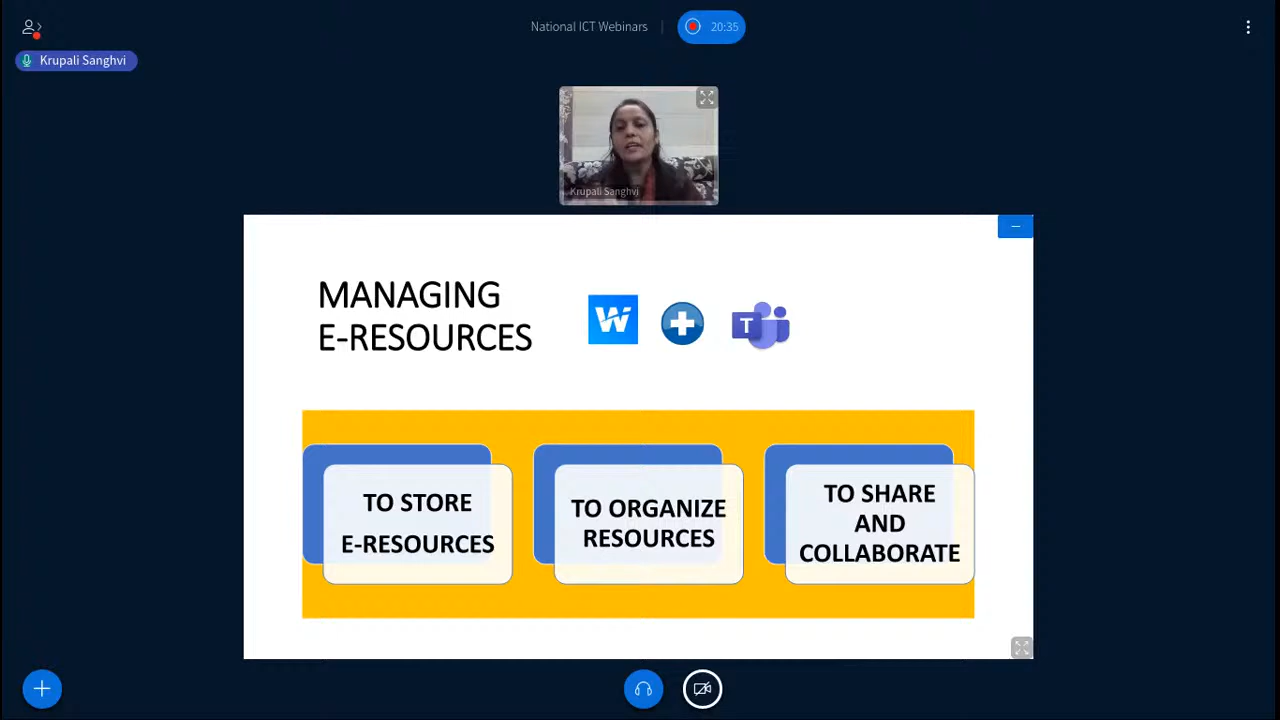 National ICT Webinars
20:35
Krupali Sanghvi
Krupali Sanghvi
MANAGING
E-RESOURCES
W
T
TO STORE
E-RESOURCES
TO ORGANIZE
RESOURCES
TO SHARE
AND
COLLABORATE